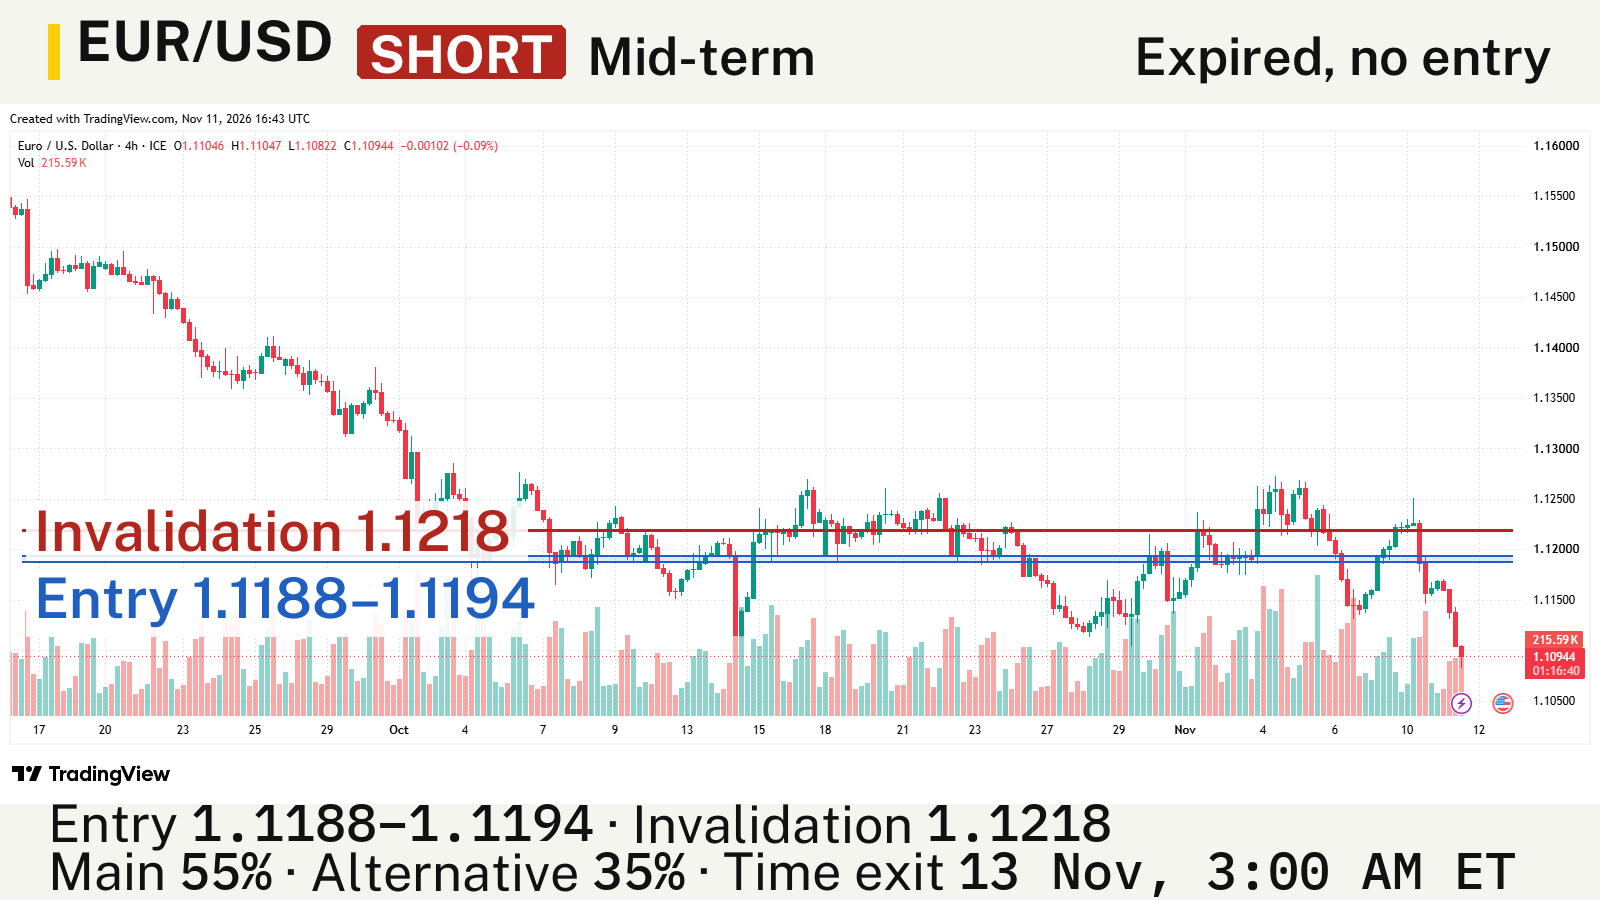 EUR/USD SHORT Mid-term Expired, no entry
Created with TradingView.com, Nov 11, 2026 16:43 UTC
Euro / U.S. Dollar · 4h · ICE O1.11046 H1.11047 L1.10822 C1.10944 −0.00102 (−0.09%)
Vol 215.59 K
1.16000
1.15500
1.15000
1.14500
1.14000
1.13500
1.13000
1.12500
Invalidation 1.1218
1.12000
Entry 1.1188–1.1194
1.11500
215.59 K
1.10944
01:16:40
1.10500
17 20 23 25 29 Oct 4 7 9 13 15 18 21 23 27 29 Nov 4 6 10 12
TradingView
Entry 1.1188–1.1194 · Invalidation 1.1218
Main 55% · Alternative 35% · Time exit 13 Nov, 3:00 AM ET